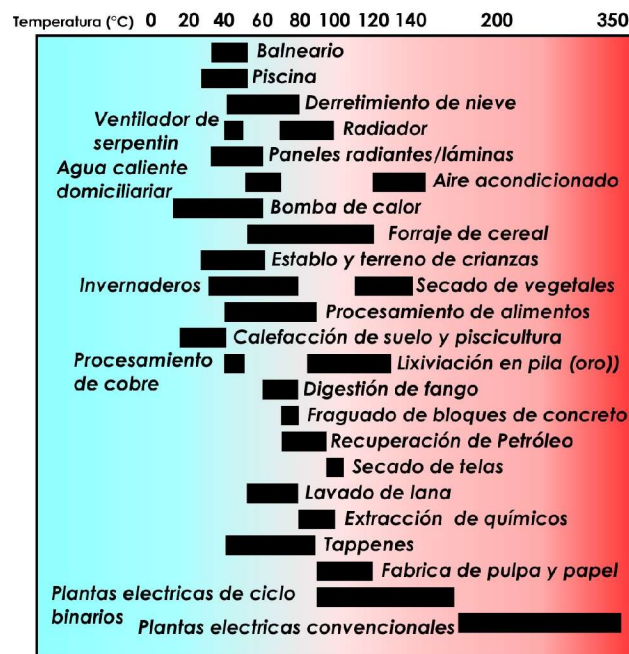 Temperatura (°C) 0 20 40 60 80 100 120 140 200 350
Balneario
Piscina
Derretimiento de nieve
Ventilador de
serpentin
Radiador
Paneles radiantes/láminas
Agua caliente
domiciliariar
Aire acondicionado
Bomba de calor
Forraje de cereal
Establo y terreno de crianzas
Invernaderos
Secado de vegetales
Procesamiento de alimentos
Calefacción de suelo y piscicultura
Procesamiento
de cobre
Lixiviación en pila (oro))
Digestión de fango
Fraguado de bloques de concreto
Recuperación de Petróleo
Secado de telas
Lavado de lana
Extracción de químicos
Tappenes
Fabrica de pulpa y papel
Plantas electricas de ciclo
binarios
Plantas electricas convencionales